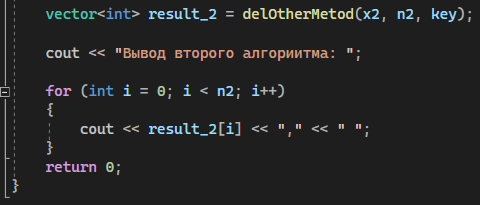 vector<int> result_2 = delOtherMetod(x2, n2, key);
cout << "Вывод второго алгориитма: ";
for (int i = 0; i < n2; i++)
{
cout << result_2[i] << "," << " ";
}
return 0;
}